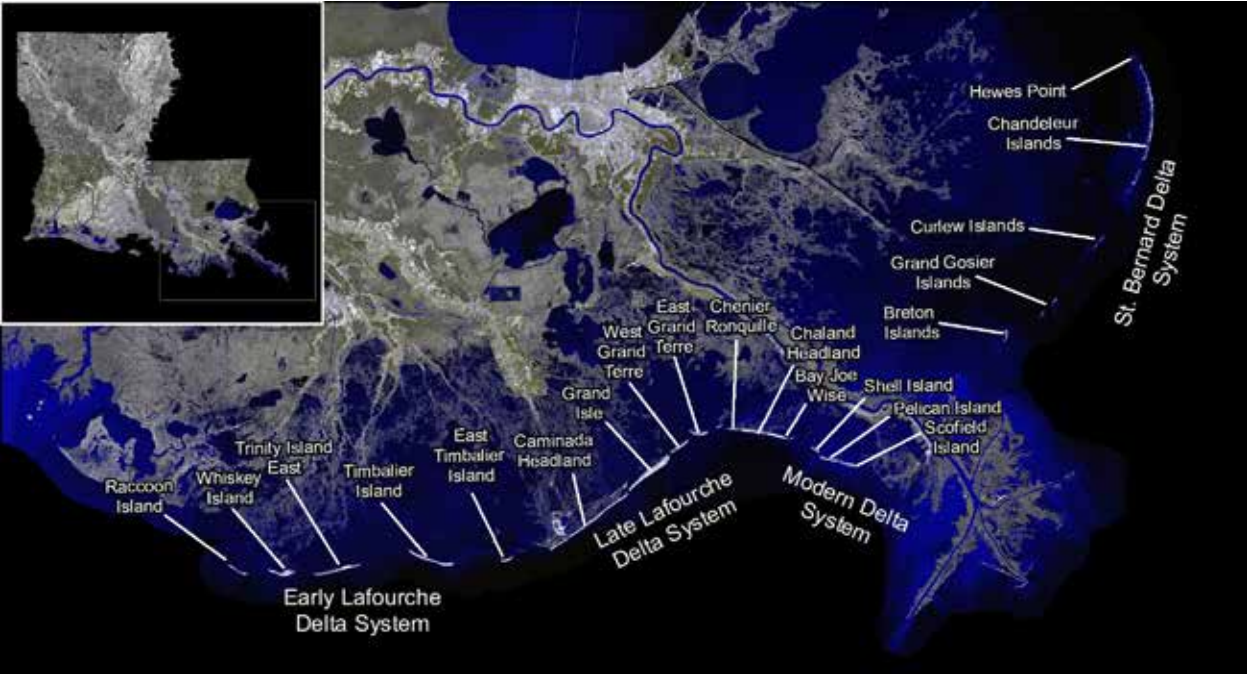 Hewes Point
Chandeleur
Islands
St. Bernard Delta
System
Curlew Islands
Grand Gosier
Islands
Breton
Islands
East
Grand
Terre
Chenier
Ronquille
West
Grand
Terre
Chaland
Headland
Bay Joe
Wise
Grand
Isle
Shell Island
Pelican Island
Scofield
Island
Raccoon
Island
Whiskey
Island
Trinity Island
East
Timbalier
Island
East
Timbalier
Island
Caminada
Headland
Late Lafourche
Delta System
Modern Delta
System
Early Lafourche
Delta System